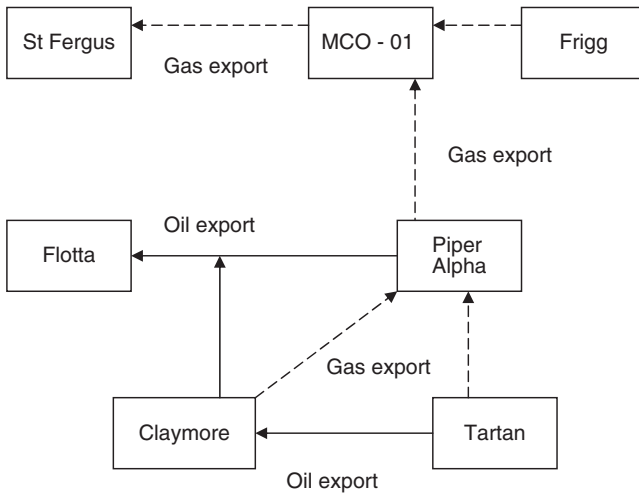 St Fergus
MCO - 01
Frigg
Gas export
Gas export
Oil export
Flotta
Piper
Alpha
Gas export
Claymore
Tartan
Oil export